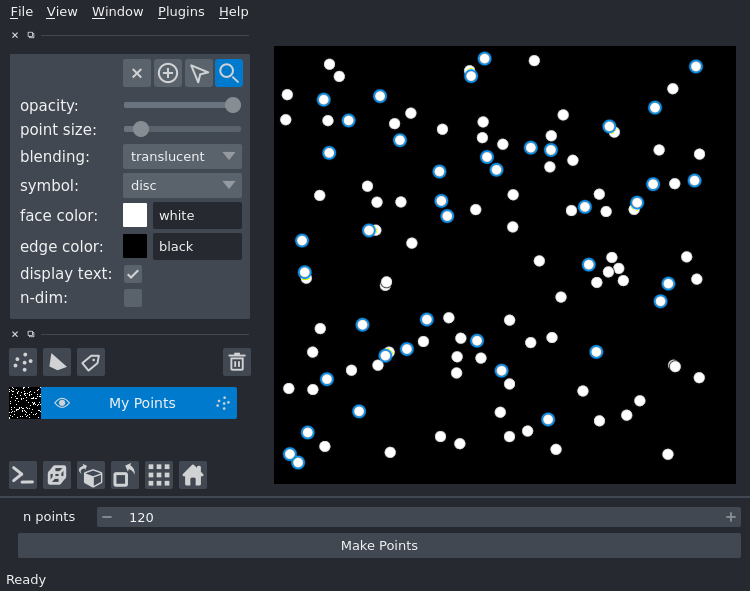 File View Window Plugins Help
opacity:
point size:
blending: translucent
symbol: disc
face color: white
edge color: black
display text:
n-dim:
My Points
n points 120
Make Points
Ready